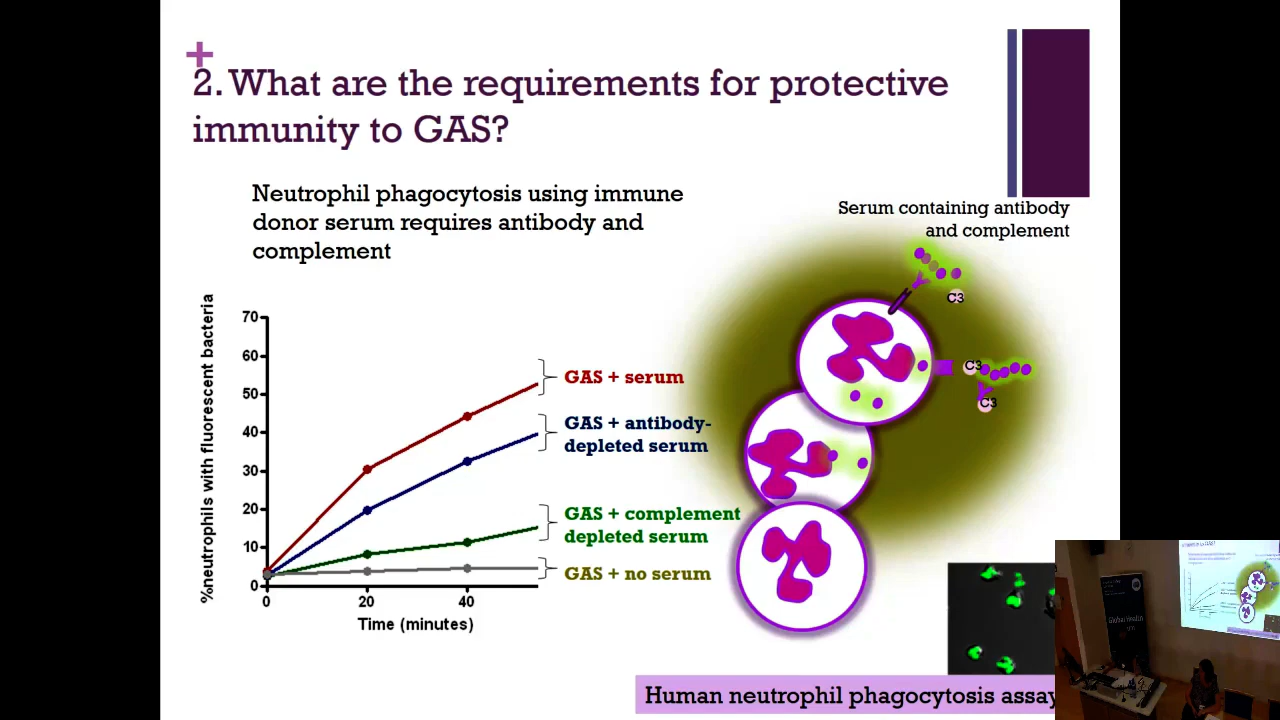 +
2. What are the requirements for protective
immunity to GAS?
Neutrophil phagocytosis using immune
donor serum requires antibody and
complement
Serum containing antibody
and complement
C3
C3
C3
%neutrophils with fluorescent bacteria
70
60
50
40
30
20
10
0
0
20
40
Time (minutes)
GAS + serum
GAS + antibody-
depleted serum
GAS + complement
depleted serum
GAS + no serum
Human neutrophil phagocytosis assay